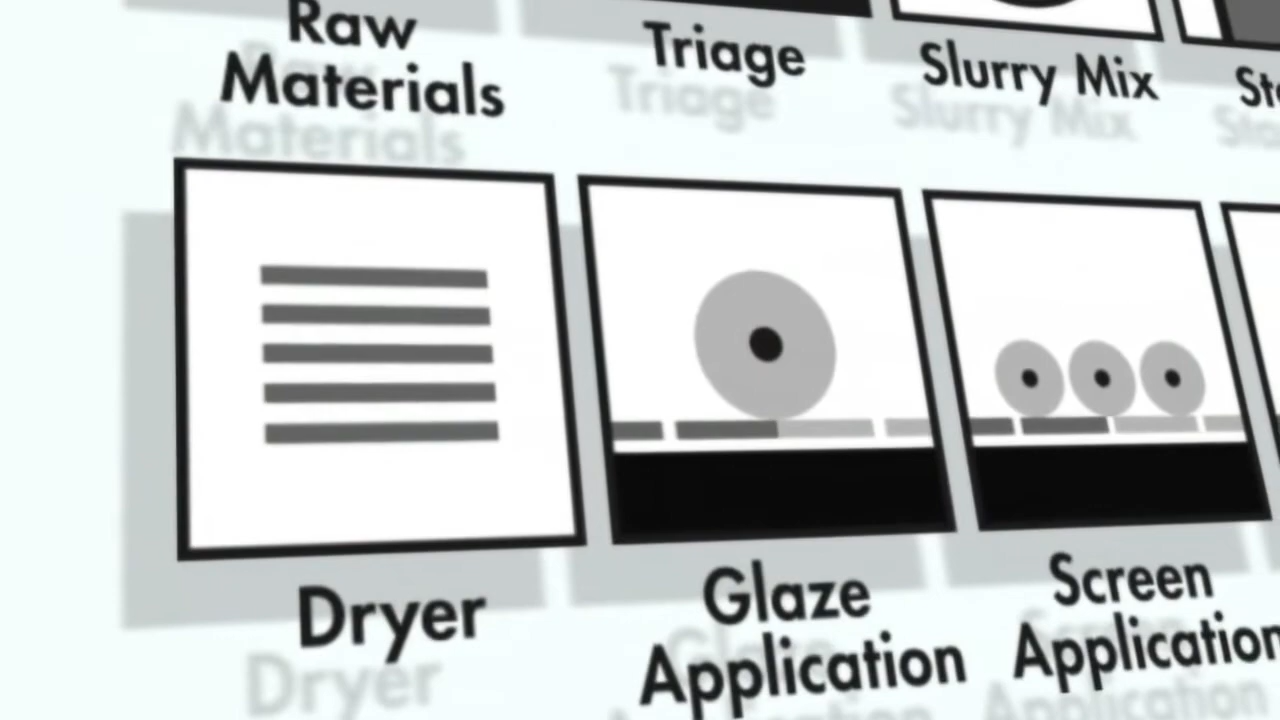 Raw
Materials
Triage
Slurry Mix
Dryer
Glaze
Application
Screen
Application